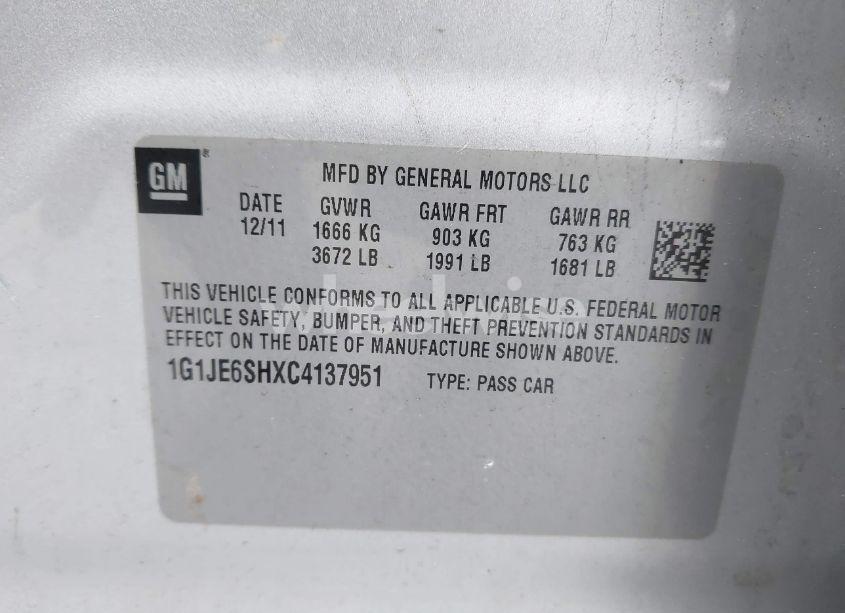 GM
MFD BY GENERAL MOTORS LLC
DATE GVWR GAWR FRT GAWR RR
12/11 1666 KG 903 KG 763 KG
3672 LB 1991 LB 1681 LB
THIS VEHICLE CONFORMS TO ALL APPLICABLE U.S. FEDERAL MOTOR
VEHICLE SAFETY, BUMPER, AND THEFT PREVENTION STANDARDS IN
EFFECT ON THE DATE OF MANUFACTURE SHOWN ABOVE.
1G1JE6SHXC4137951 TYPE: PASS CAR